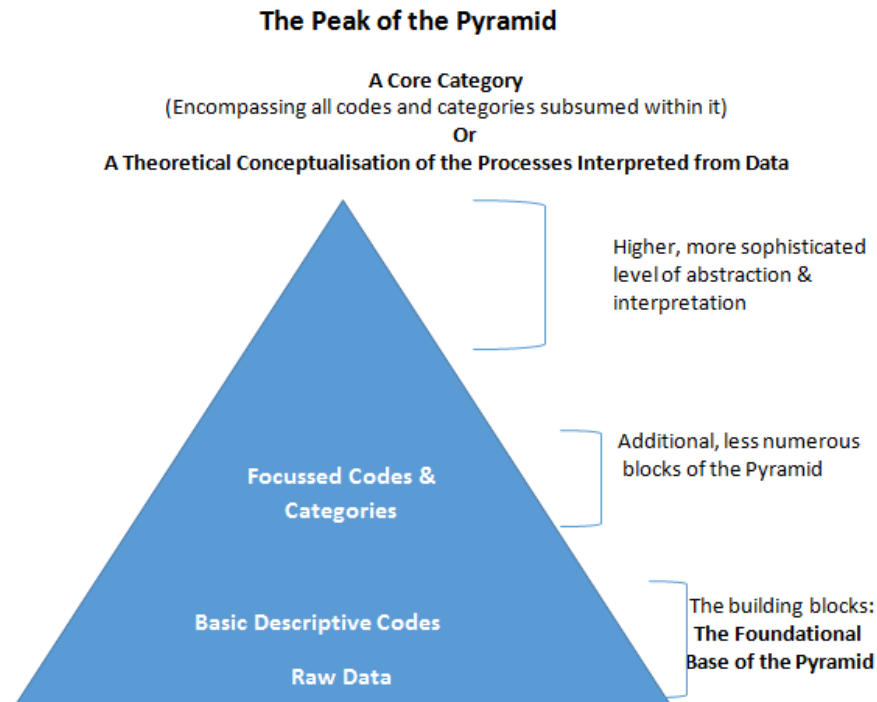 The Peak of the Pyramid
A Core Category
(Encompassing all codes and categories subsumed within it)
Or
A Theoretical Conceptualisation of the Processes Interpreted from Data
Higher, more sophisticated
level of abstraction &
interpretation
Additional, less numerous
blocks of the Pyramid
Focussed Codes &
Categories
The building blocks:
The Foundational
Base of the Pyramid
Basic Descriptive Codes
Raw Data